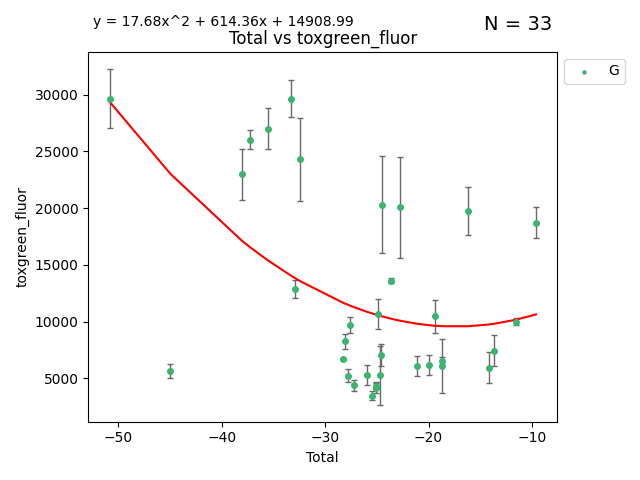 y = 17.68x^2 + 614.36x + 14908.99
N = 33
Total vs toxgreen_fluor
G
30000
25000
20000
15000
10000
5000
toxgreen_fluor
−50
−40
−30
−20
−10
Total